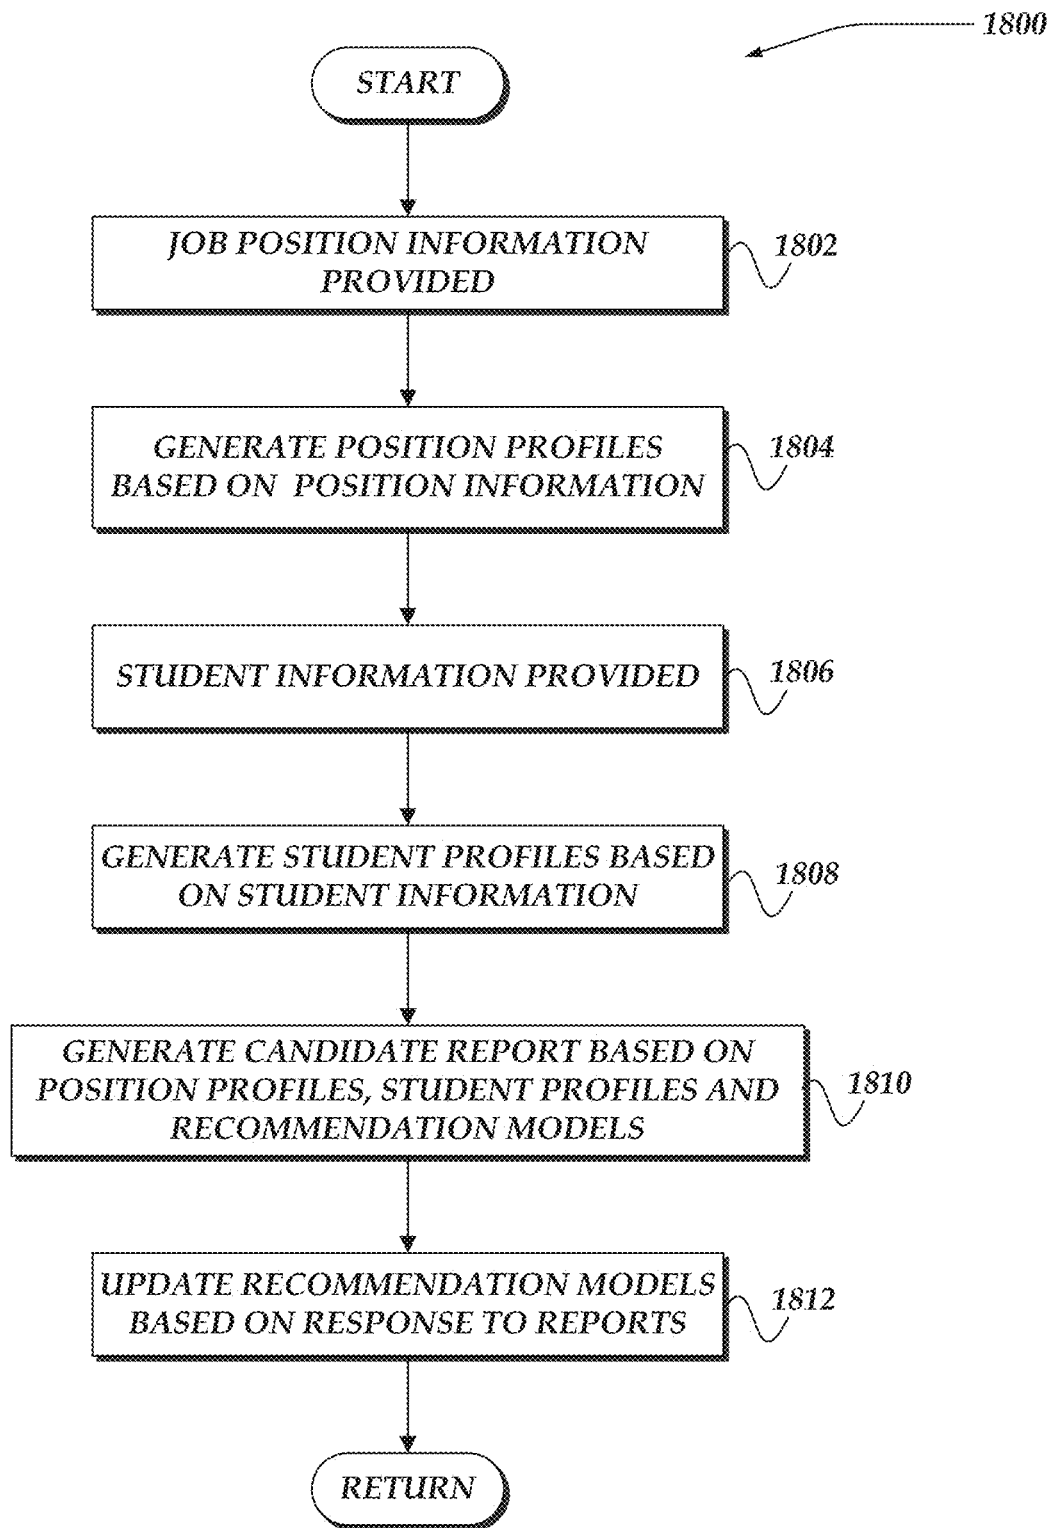 1800
START
JOB POSITION INFORMATION
PROVIDED
1802
GENERATE POSITION PROFILES
BASED ON POSITION INFORMATION
1804
STUDENT INFORMATION PROVIDED
1806
GENERATE STUDENT PROFILES BASED
ON STUDENT INFORMATION
1808
GENERATE CANDIDATE REPORT BASED ON
POSITION PROFILES, STUDENT PROFILES AND
RECOMMENDATION MODELS
1810
UPDATE RECOMMENDATION MODELS
BASED ON RESPONSE TO REPORTS
1812
RETURN